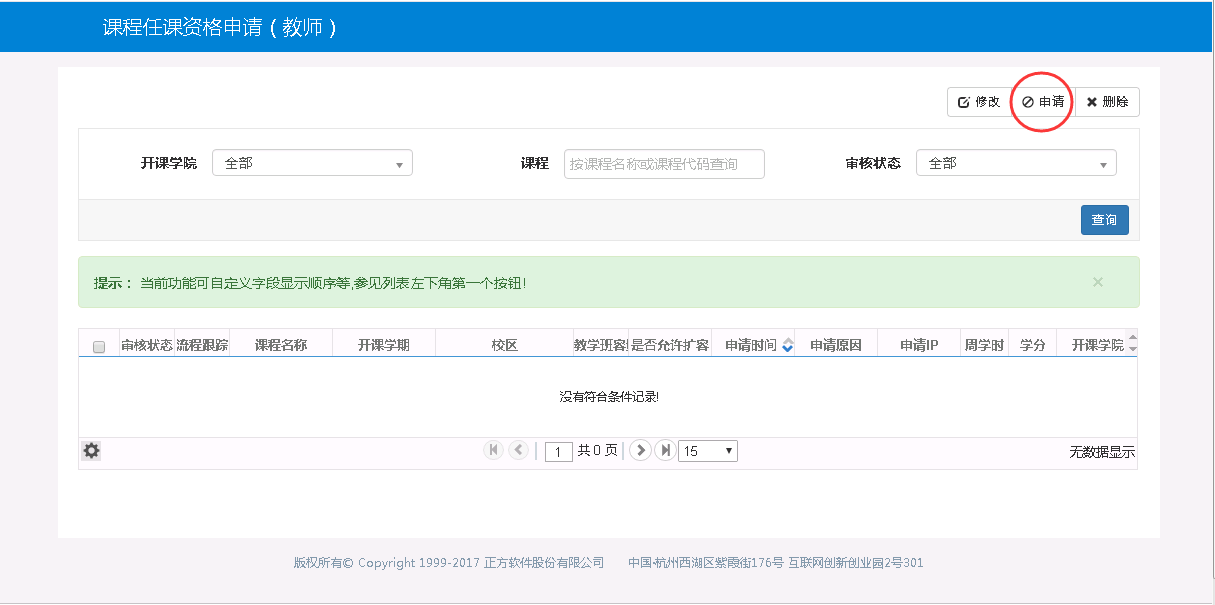 课程任课资格申请（教师）
修改 申请 删除
开课学院 全部 课程 按课程名称或课程代码查询 审核状态 全部
查询
提示： 当前功能可自定义字段显示顺序等,参见列表左下角第一个按钮! ×
审核状态 流程跟踪 课程名称 开课学期 校区 教学班容 是否允许扩容 申请时间 申请原因 申请IP 周学时 学分 开课学院
没有符合条件记录!
1 共 0 页 15 无数据显示
版权所有© Copyright 1999-2017 正方软件股份有限公司 中国·杭州西湖区紫霞街176号 互联网创新创业园2号301